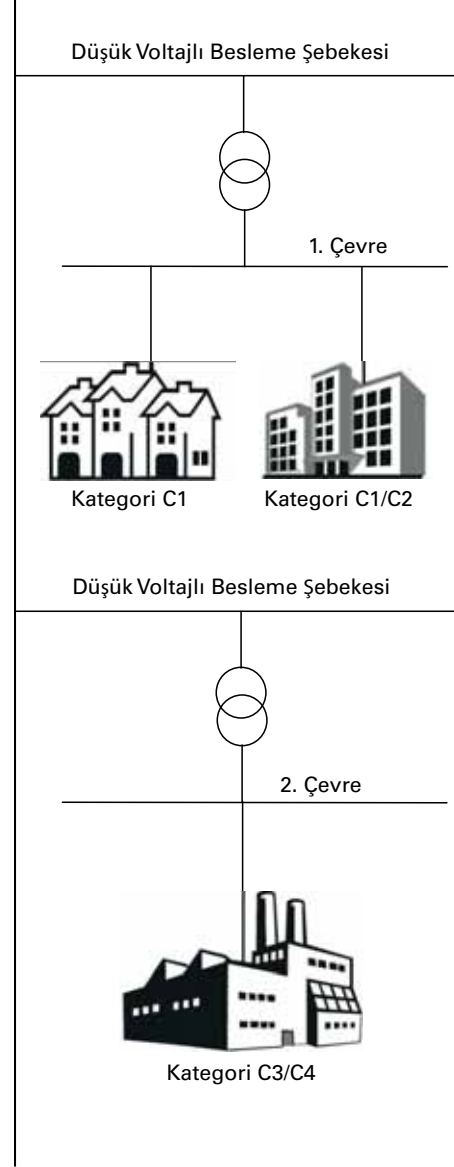 Düşük Voltajlı Besleme Şebekesi
1. Çevre
Kategori C1
Kategori C1/C2
Düşük Voltajlı Besleme Şebekesi
2. Çevre
Kategori C3/C4